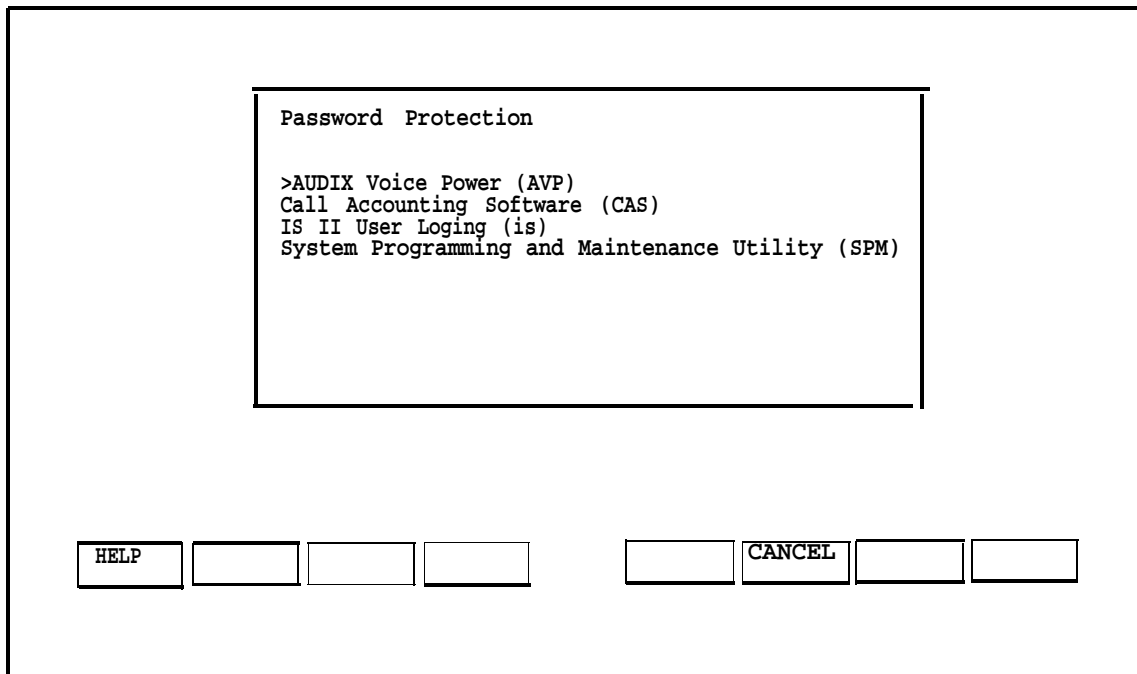 Password Protection
>AUDIX Voice Power (AVP)
Call Accounting Software (CAS)
IS II User Loging (is)
System Programming and Maintenance Utility (SPM)
HELP
CANCEL